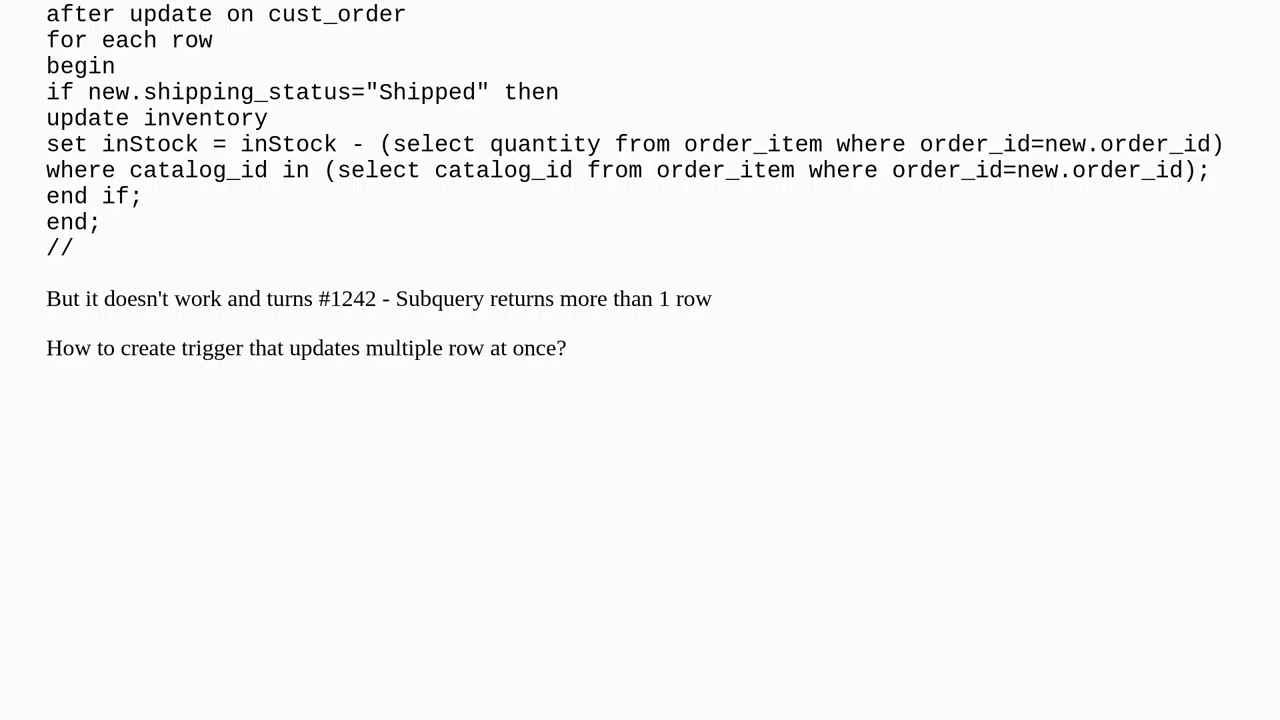 after update on cust_order
for each row
begin
if new.shipping_status="Shipped" then
update inventory
set inStock = inStock - (select quantity from order_item where order_id=new.order_id)
where catalog_id in (select catalog_id from order_item where order_id=new.order_id);
end if;
end;
//
But it doesn't work and turns #1242 - Subquery returns more than 1 row
How to create trigger that updates multiple row at once?